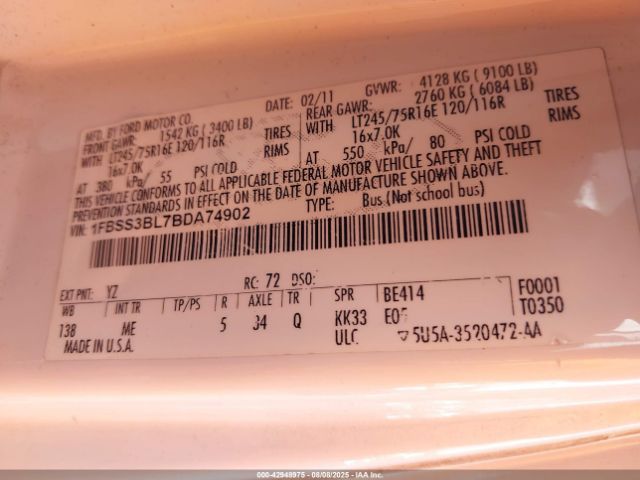 MFD. BY FORD MOTOR CO.
DATE: 02/11 GVWR: 4128 KG ( 9100 LB)
FRONT GAWR: 1542 KG ( 3400 LB) REAR GAWR: 2760 KG ( 6084 LB)
WITH LT245/75R16E 120/116R TIRES WITH LT245/75R16E 120/116R TIRES
16x7.0K RIMS 16x7.0K RIMS
AT 380 kPa/ 55 PSI COLD AT 550 kPa/ 80 PSI COLD
THIS VEHICLE CONFORMS TO ALL APPLICABLE FEDERAL MOTOR VEHICLE SAFETY AND THEFT
PREVENTION STANDARDS IN EFFECT ON THE DATE OF MANUFACTURE SHOWN ABOVE.
VIN: 1FBSS3BL7BDA74902 TYPE: Bus (Not school bus)
EXT PNT: YZ RC: 72 DSO:
WB INT TR TP/PS R AXLE TR SPR BE414 F0001
138 ME 5 34 Q KK33 T0350
MADE IN U.S.A. 5U5A-3520472-AA
000-42948975 - 08/08/2025 - IAA Inc.